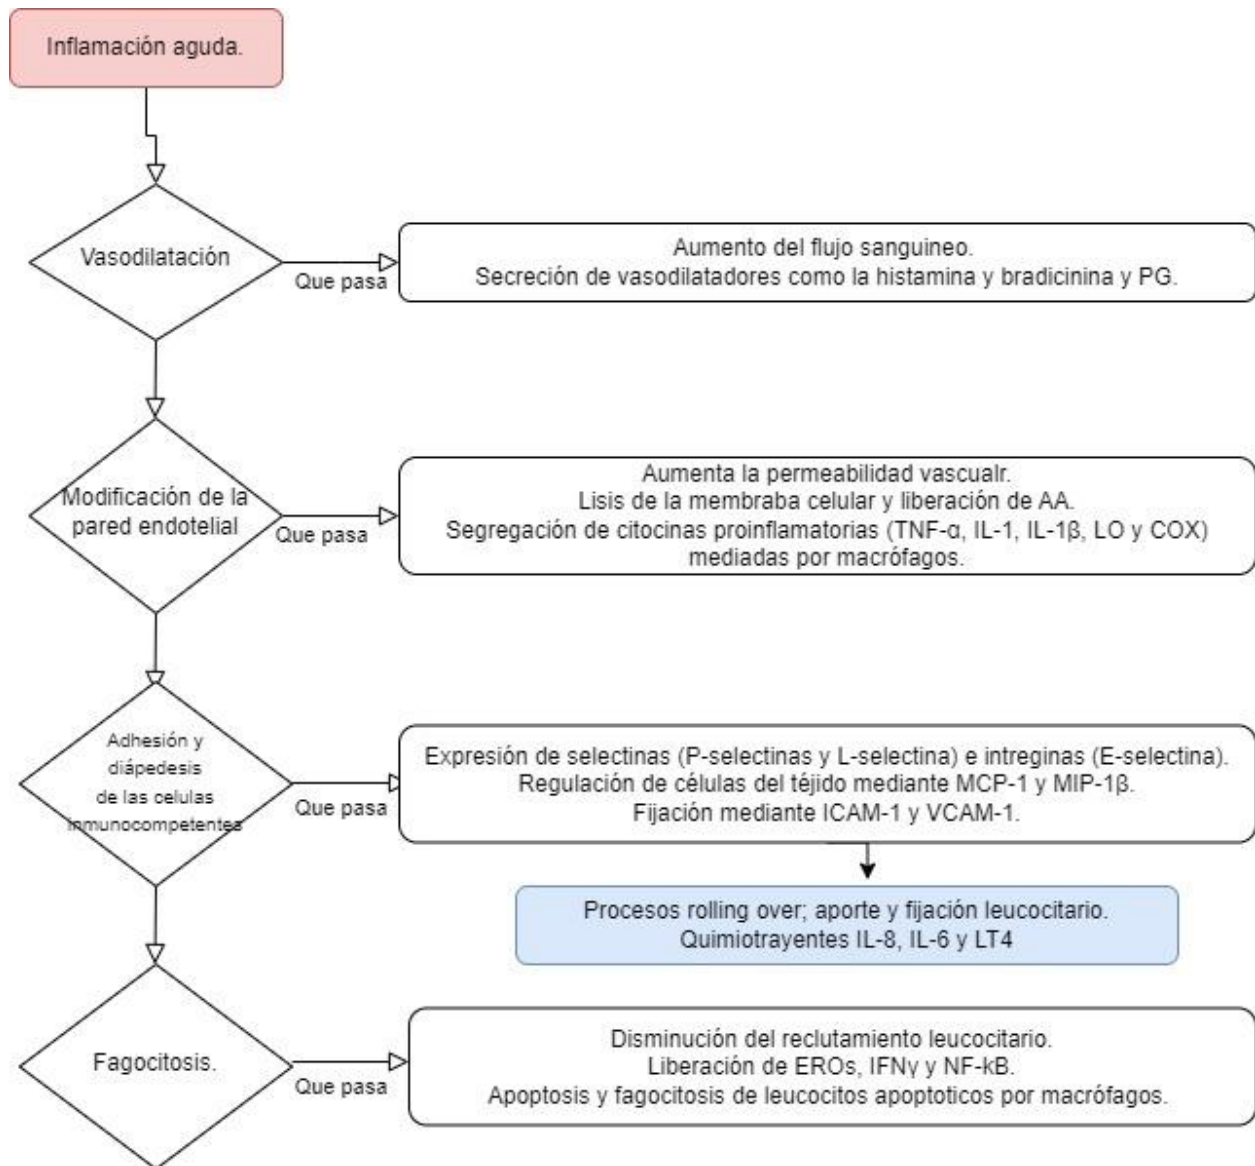 Inflamación aguda.
Vasodilatación
Que pasa
Aumento del flujo sanguineo.
Secreción de vasodilatadores como la histamina y bradicinina y PG.
Modificación de la
pared endotelial
Que pasa
Aumenta la permeabilidad vascualr.
Lisis de la membraba celular y liberación de AA.
Segregación de citocinas proinflamatorias (TNF-α, IL-1, IL-1β, LO y COX)
mediadas por macrófagos.
Adhesión y
diápedesis
de las celulas
inmunocompetentes
Que pasa
Expresión de selectinas (P-selectinas y L-selectina) e intreginas (E-selectina).
Regulación de células del téjido mediante MCP-1 y MIP-1β.
Fijación mediante ICAM-1 y VCAM-1.
Procesos rolling over; aporte y fijación leucocitario.
Quimiotrayentes IL-8, IL-6 y LT4
Fagocitosis.
Que pasa
Disminución del reclutamiento leucocitario.
Liberación de EROs, IFNγ y NF-kB.
Apoptosis y fagocitosis de leucocitos apoptoticos por macrófagos.